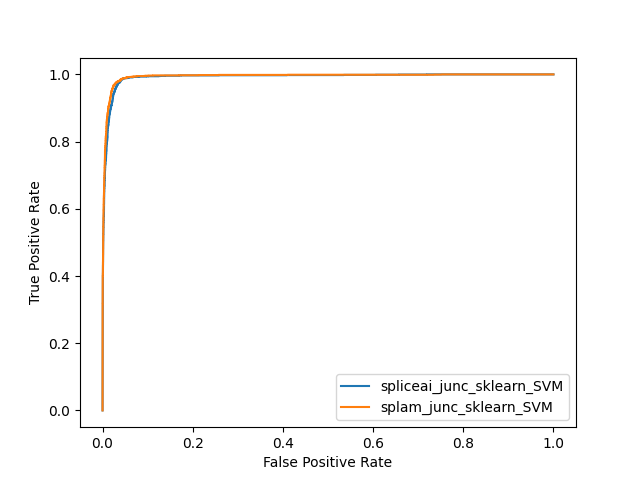 1.0
0.8
0.6
0.4
0.2
0.0
True Positive Rate
spliceai_junc_sklearn_SVM
splam_junc_sklearn_SVM
0.0 0.2 0.4 0.6 0.8 1.0
False Positive Rate